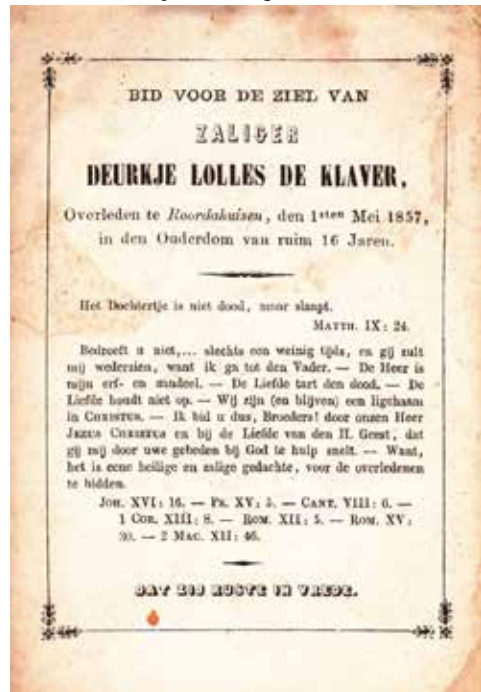 BID VOOR DE ZIEL VAN
ZALIGER
DEURKJE LOLLES DE KLAVER,
Overleden te Roordahuisen, den 1sten Mei 1857,
in den Ouderdom van ruim 16 Jaren.
Het Dochtertje is niet dood, maar slaapt.
MATTH. IX: 24.
Bedroeft u niet,... slechts een weinig tijds, en gij zult
mij wederzien, want ik ga tot den Vader. — De Heer is
mijn erf- en aandeel. — De Liefde tart den dood. — De
Liefde houdt niet op. — Wij zijn (en blijven) een ligchaam
in CHRISTUS. — Ik bid u dus, Broeders! door onzen Heer
JEZUS CHRISTUS en bij de Liefde van den H. Geest, dat
gij mij door uwe gebeden bij God te hulp snelt. — Want,
het is eene heilige en zalige gedachte, voor de overledenen
te bidden.
JOH. XVI: 16. — PS. XV: 5. — CANT. VIII: 6. —
1 COR. XIII: 8. — ROM. XII: 5. — ROM. XV:
30. — 2 MAC. XII: 46.
DAT ZIJ RUSTE IN VREDE.